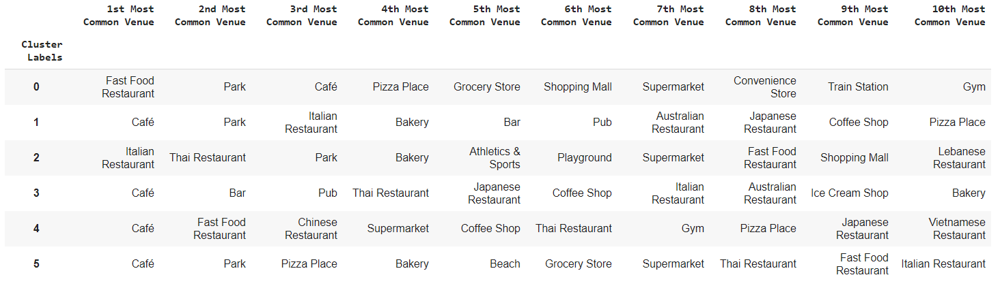 1st Most 2nd Most 3rd Most 4th Most 5th Most 6th Most 7th Most 8th Most 9th Most 10th Most
Common Venue Common Venue Common Venue Common Venue Common Venue Common Venue Common Venue Common Venue Common Venue Common Venue
Cluster
Labels
0 Fast Food Restaurant Park Café Pizza Place Grocery Store Shopping Mall Supermarket Convenience Store Train Station Gym
1 Café Park Italian Restaurant Bakery Bar Pub Australian Restaurant Japanese Restaurant Coffee Shop Pizza Place
2 Italian Restaurant Thai Restaurant Park Bakery Athletics & Sports Playground Supermarket Fast Food Restaurant Shopping Mall Lebanese Restaurant
3 Café Bar Pub Thai Restaurant Japanese Restaurant Coffee Shop Italian Restaurant Australian Restaurant Ice Cream Shop Bakery
4 Café Fast Food Restaurant Chinese Restaurant Supermarket Coffee Shop Thai Restaurant Gym Pizza Place Japanese Restaurant Vietnamese Restaurant
5 Café Park Pizza Place Bakery Beach Grocery Store Supermarket Thai Restaurant Fast Food Restaurant Italian Restaurant